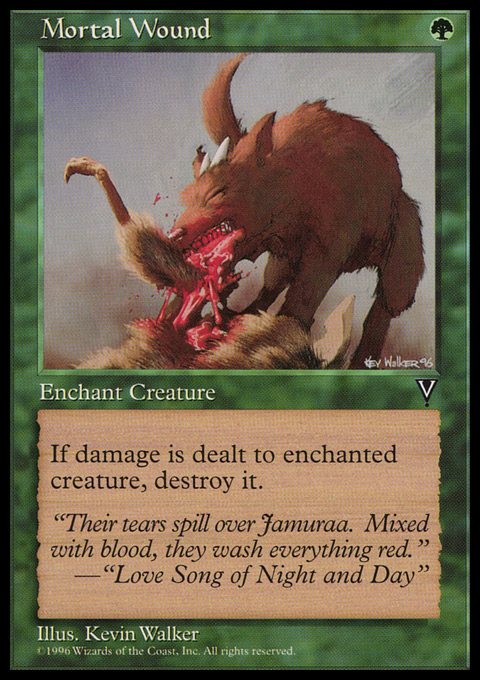 Mortal Wound
KEV WALKER 96
Enchant Creature
If damage is dealt to enchanted
creature, destroy it.
“Their tears spill over Jamuraa. Mixed
with blood, they wash everything red.”
—“Love Song of Night and Day”
Illus. Kevin Walker
©1996 Wizards of the Coast, Inc. All rights reserved.